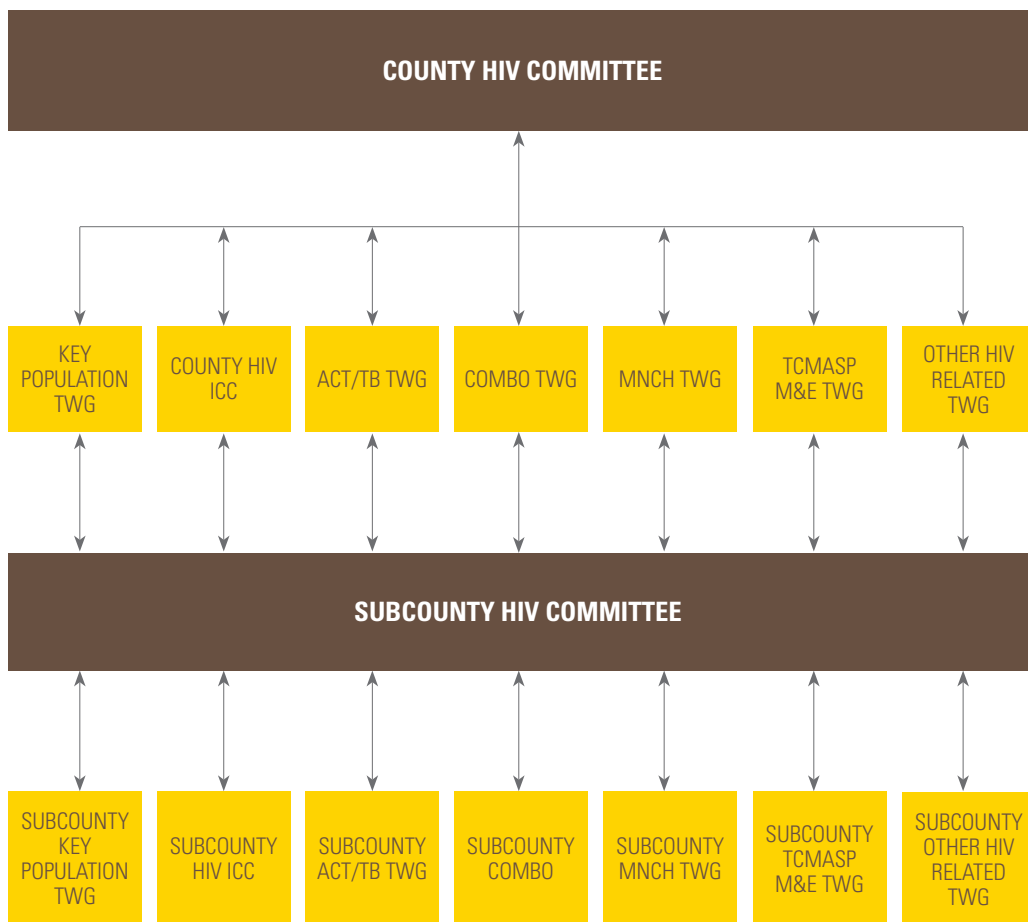 COUNTY HIV COMMITTEE
KEY
POPULATION
TWG
COUNTY HIV
ICC
ACT/TB TWG
COMBO TWG
MNCH TWG
TCMASP
M&E TWG
OTHER HIV
RELATED
TWG
SUBCOUNTY HIV COMMITTEE
SUBCOUNTY
KEY
POPULATION
TWG
SUBCOUNTY
HIV ICC
SUBCOUNTY
ACT/TB TWG
SUBCOUNTY
COMBO
SUBCOUNTY
MNCH TWG
SUBCOUNTY
TCMASP
M&E TWG
SUBCOUNTY
OTHER HIV
RELATED
TWG